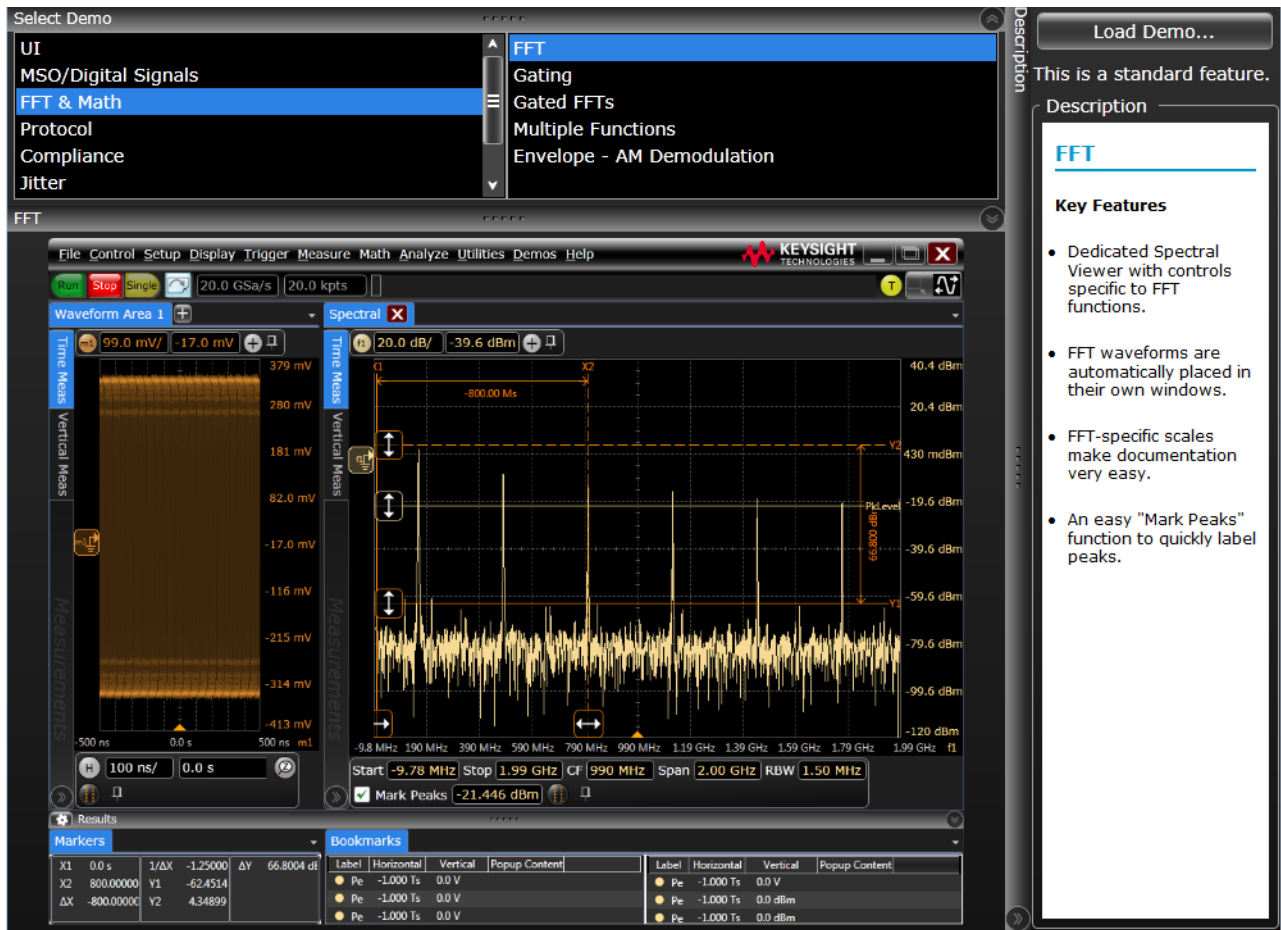 Select Demo
UI
MSO/Digital Signals
FFT & Math
Protocol
Compliance
Jitter
FFT
Gating
Gated FFTs
Multiple Functions
Envelope - AM Demodulation
Description
Load Demo...
This is a standard feature.
Description
FFT
Key Features
• Dedicated Spectral
Viewer with controls
specific to FFT
functions.
• FFT waveforms are
automatically placed in
their own windows.
• FFT-specific scales
make documentation
very easy.
• An easy "Mark Peaks"
function to quickly label
peaks.
FFT
File Control Setup Display Trigger Measure Math Analyze Utilities Demos Help
KEYSIGHT
TECHNOLOGIES
Run Stop Single 20.0 GSa/s 20.0 kpts
T
Waveform Area 1
Spectral
Time Meas
Vertical Meas
Measurements
m1 99.0 mV/ -17.0 mV
379 mV
280 mV
181 mV
82.0 mV
-17.0 mV
-116 mV
-215 mV
-314 mV
-413 mV
m1
-500 ns 0.0 s 500 ns m1
H 100 ns/ 0.0 s
Time Meas
Vertical Meas
Measurements
f1 20.0 dB/ -39.6 dBm
X2
-800.00 Ms
Y2
PkLevel
Y1
40.4 dBm
20.4 dBm
430 mdBm
-19.6 dBm
-39.6 dBm
-59.6 dBm
-79.6 dBm
-99.6 dBm
-120 dBm
-9.8 MHz 190 MHz 390 MHz 590 MHz 790 MHz 990 MHz 1.19 GHz 1.39 GHz 1.59 GHz 1.79 GHz 1.99 GHz f1
Start -9.78 MHz Stop 1.99 GHz CF 990 MHz Span 2.00 GHz RBW 1.50 MHz
Mark Peaks -21.446 dBm
Results
Markers
X1 0.0 s 1/ΔX -1.25000 ΔY 66.8004 dE
X2 800.00000 Y1 -62.4514
ΔX -800.0000 Y2 4.34899
Bookmarks
Label Horizontal Vertical Popup Content
Pe -1.000 Ts 0.0 V
Pe -1.000 Ts 0.0 V
Pe -1.000 Ts 0.0 V
Label Horizontal Vertical Popup Content
Pe -1.000 Ts 0.0 V
Pe -1.000 Ts 0.0 dBm
Pe -1.000 Ts 0.0 dBm